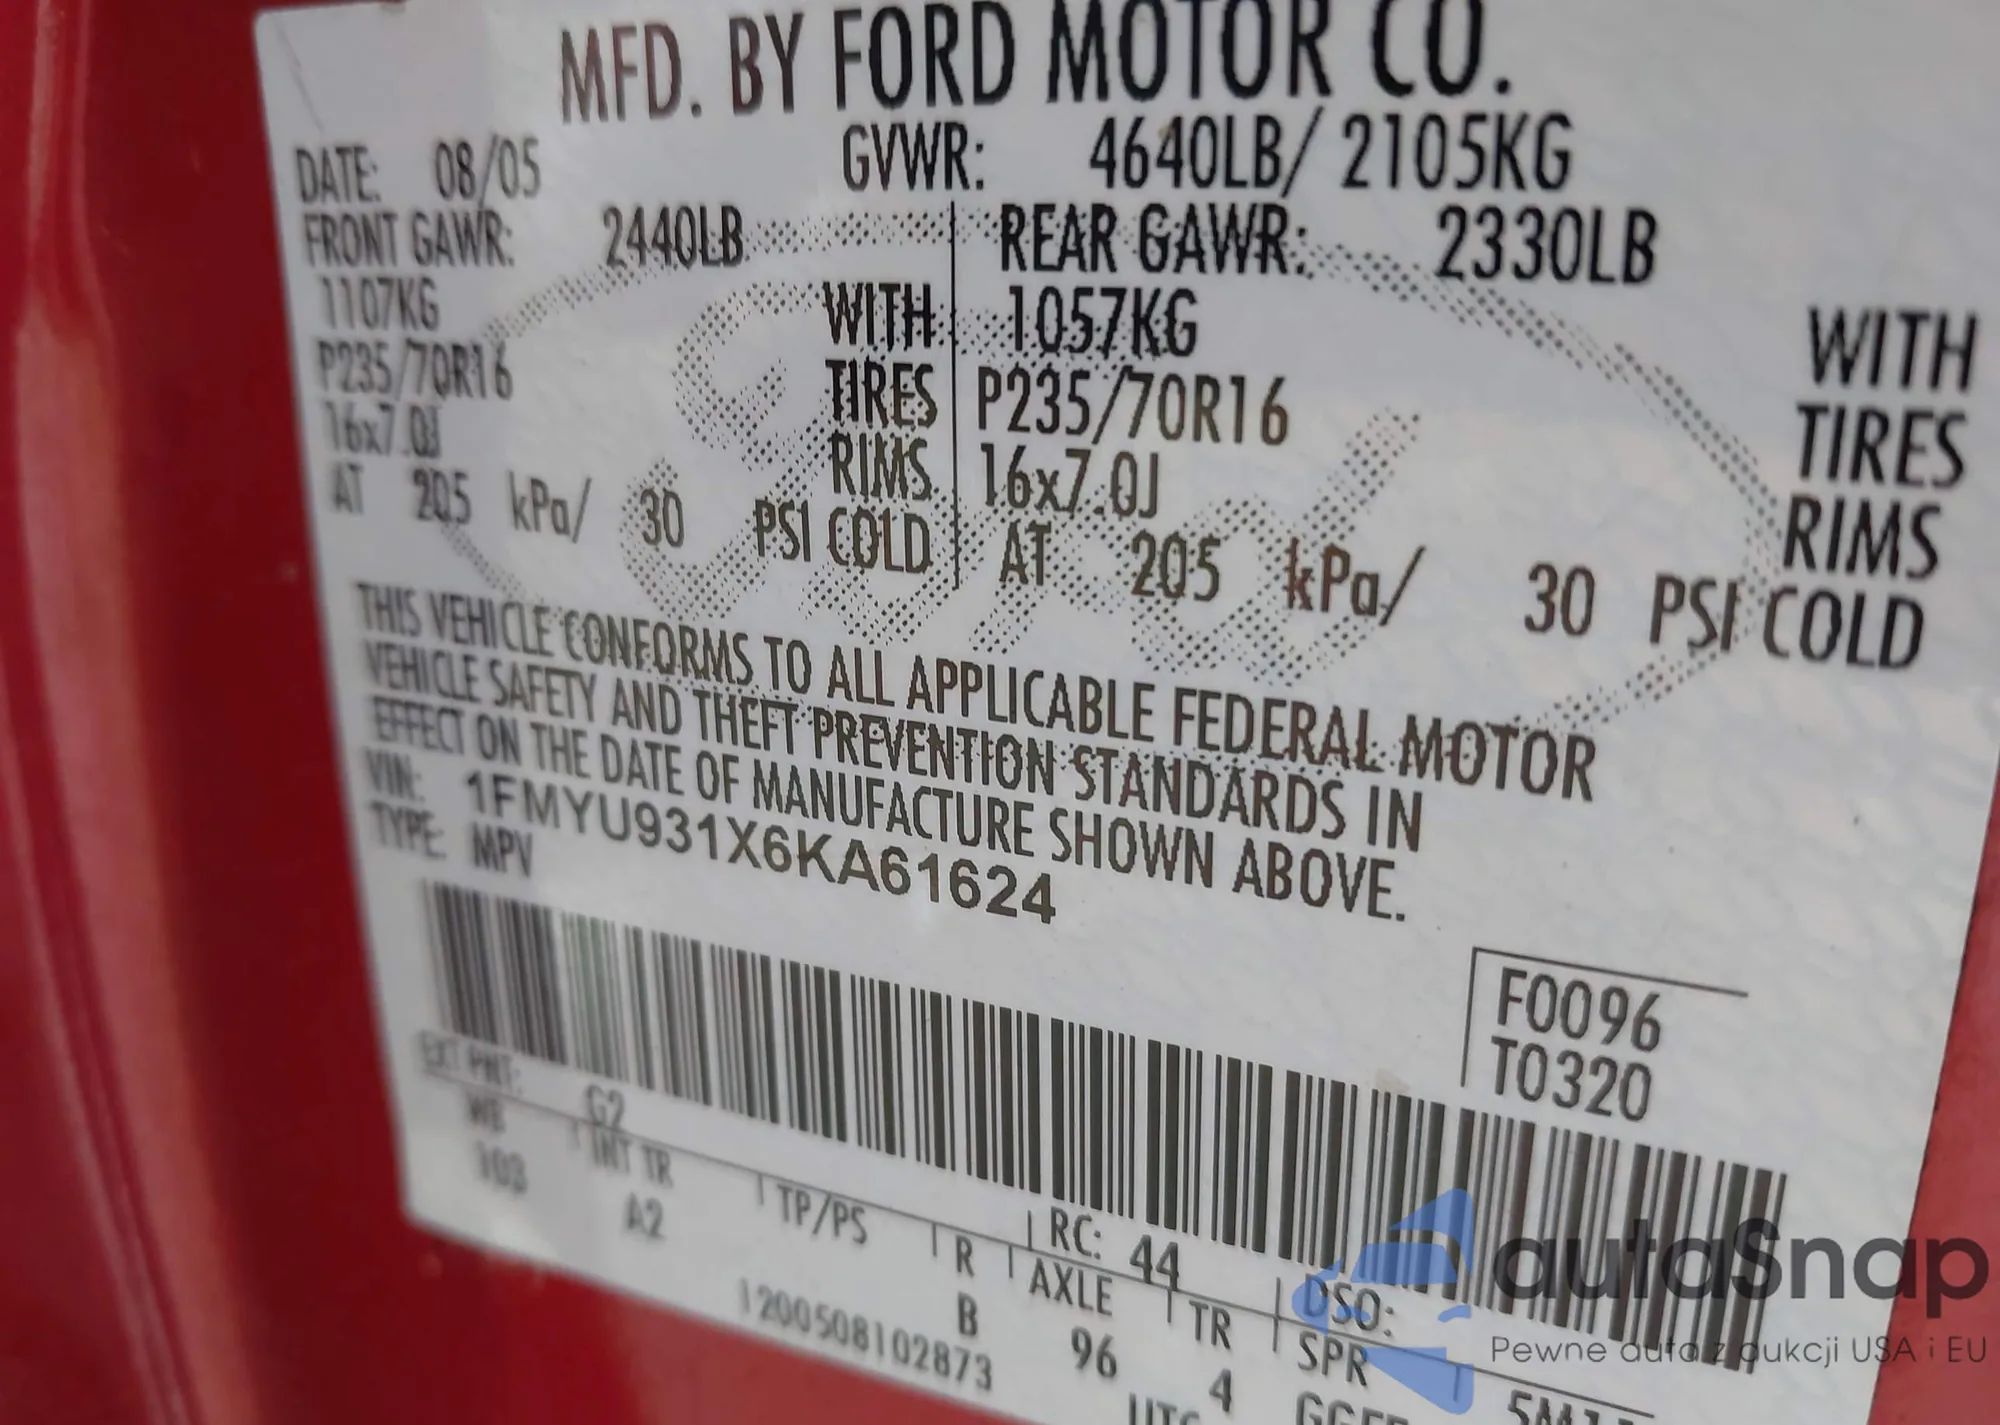 MFD. BY FORD MOTOR CO.
DATE: 08/05 GVWR: 4640LB/ 2105KG
FRONT GAWR: 2440LB REAR GAWR: 2330LB
1107KG WITH 1057KG WITH
P235/70R16 TIRES P235/70R16 TIRES
16x7.0J RIMS 16x7.0J RIMS
AT 205 kPa/ 30 PSI COLD AT 205 kPa/ 30 PSI COLD
THIS VEHICLE CONFORMS TO ALL APPLICABLE FEDERAL MOTOR
VEHICLE SAFETY AND THEFT PREVENTION STANDARDS IN
EFFECT ON THE DATE OF MANUFACTURE SHOWN ABOVE.
VIN: 1FMYU931X6KA61624
TYPE: MPV
F0096
T0320
EXT PNT: G2 RC: 44 DSO:
WB INT TR TP/PS R AXLE TR SPR
103 A2 B 96 4
1200508102873
autaSnap
Pewne auta z aukcji USA i EU